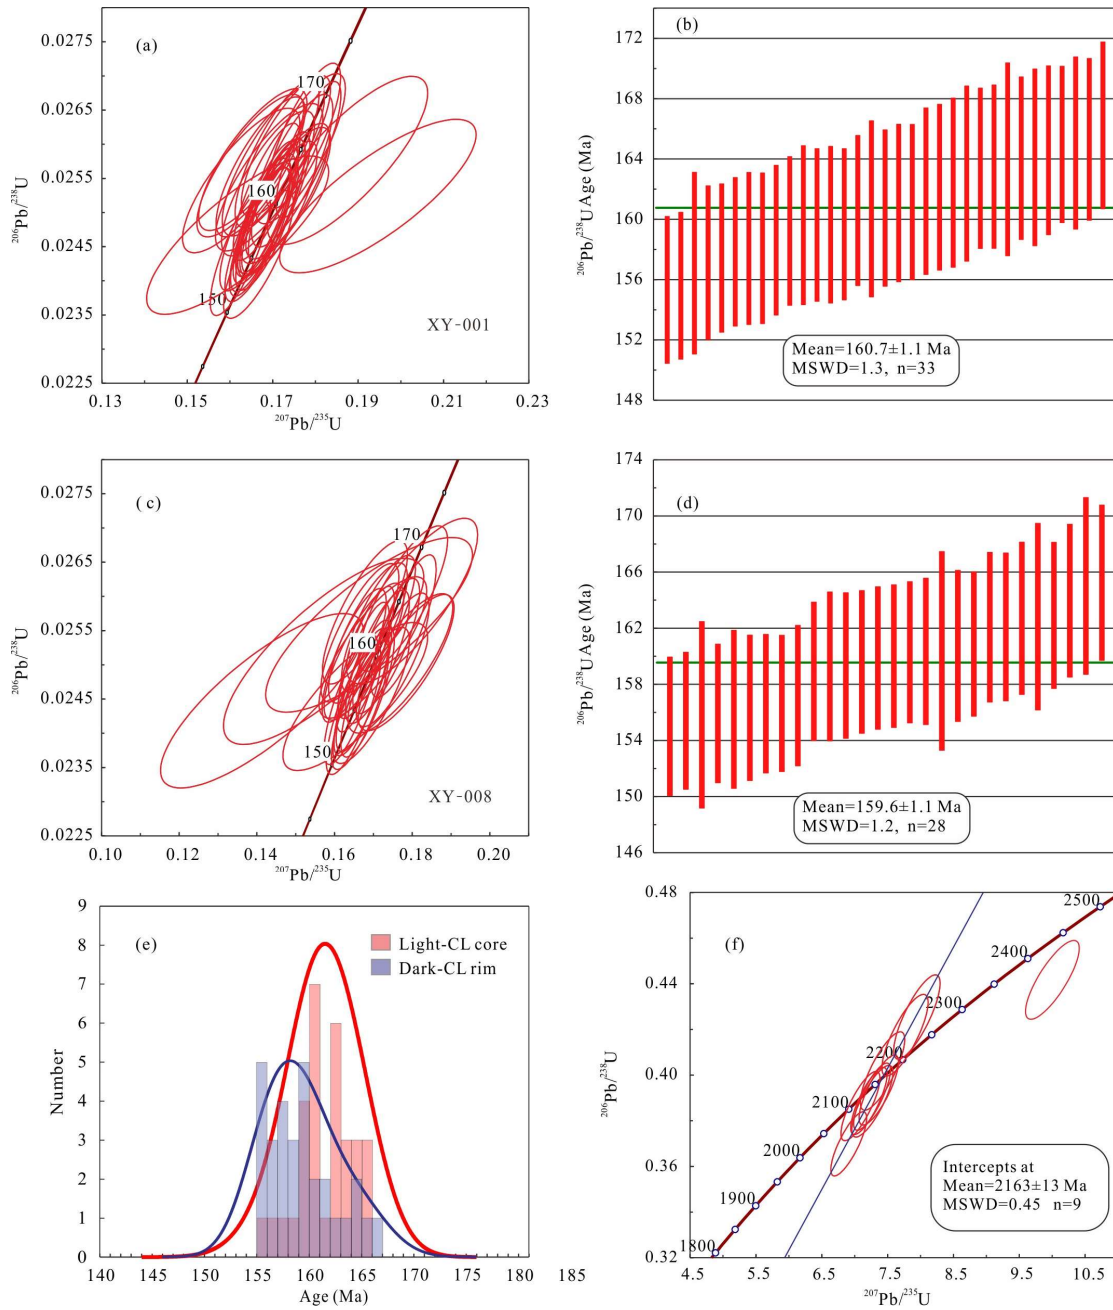 (a)
0.0275
0.0265
0.0255
0.0245
0.0235
0.0225
²⁰⁶Pb/²³⁸U
170
160
150
XY-001
0.13 0.15 0.17 0.19 0.21 0.23
²⁰⁷Pb/²³⁵U
(b)
172
168
164
160
156
152
148
²⁰⁶Pb/²³⁸U Age (Ma)
Mean=160.7±1.1 Ma
MSWD=1.3, n=33
(c)
0.0275
0.0265
0.0255
0.0245
0.0235
0.0225
²⁰⁶Pb/²³⁸U
170
160
150
XY-008
0.10 0.12 0.14 0.16 0.18 0.20
²⁰⁷Pb/²³⁵U
(d)
174
170
166
162
158
154
150
146
²⁰⁶Pb/²³⁸U Age (Ma)
Mean=159.6±1.1 Ma
MSWD=1.2, n=28
(e)
9
8
7
6
5
4
3
2
1
0
Number
Light-CL core
Dark-CL rim
140 145 150 155 160 165 170 175 180 185
Age (Ma)
(f)
0.48
0.44
0.40
0.36
0.32
²⁰⁶Pb/²³⁸U
2500
2400
2300
2200
2100
2000
1900
1800
Intercepts at
Mean=2163±13 Ma
MSWD=0.45 n=9
4.5 5.5 6.5 7.5 8.5 9.5 10.5
²⁰⁷Pb/²³⁵U